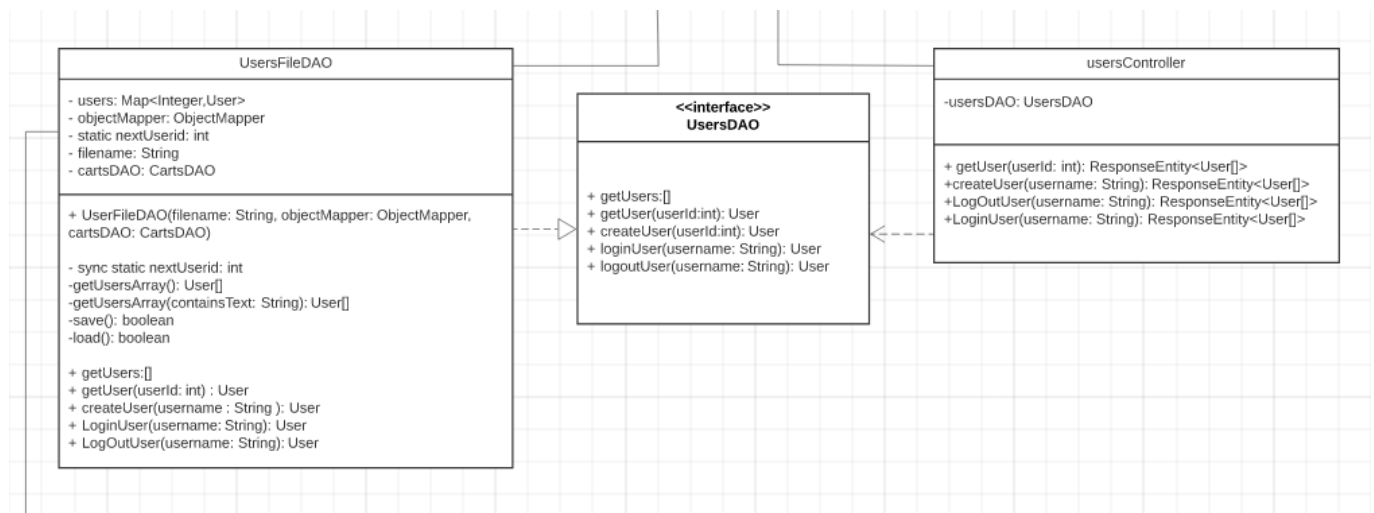 UsersFileDAO
- users: Map<Integer,User>
- objectMapper: ObjectMapper
- static nextUserid: int
- filename: String
- cartsDAO: CartsDAO
+ UserFileDAO(filename: String, objectMapper: ObjectMapper,
cartsDAO: CartsDAO)
- sync static nextUserid: int
-getUsersArray(): User[]
-getUsersArray(containsText: String): User[]
-save(): boolean
-load(): boolean
+ getUsers:[]
+ getUser(userId: int) : User
+ createUser(username : String ): User
+ LoginUser(username: String): User
+ LogOutUser(username: String): User
<<interface>>
UsersDAO
+ getUsers:[]
+ getUser(userId:int): User
+ createUser(userId:int): User
+ loginUser(username: String): User
+ logoutUser(username: String): User
usersController
-usersDAO: UsersDAO
+ getUser(userId: int): ResponseEntity<User[]>
+createUser(username: String): ResponseEntity<User[]>
+LogOutUser(username: String): ResponseEntity<User[]>
+LoginUser(username: String): ResponseEntity<User[]>